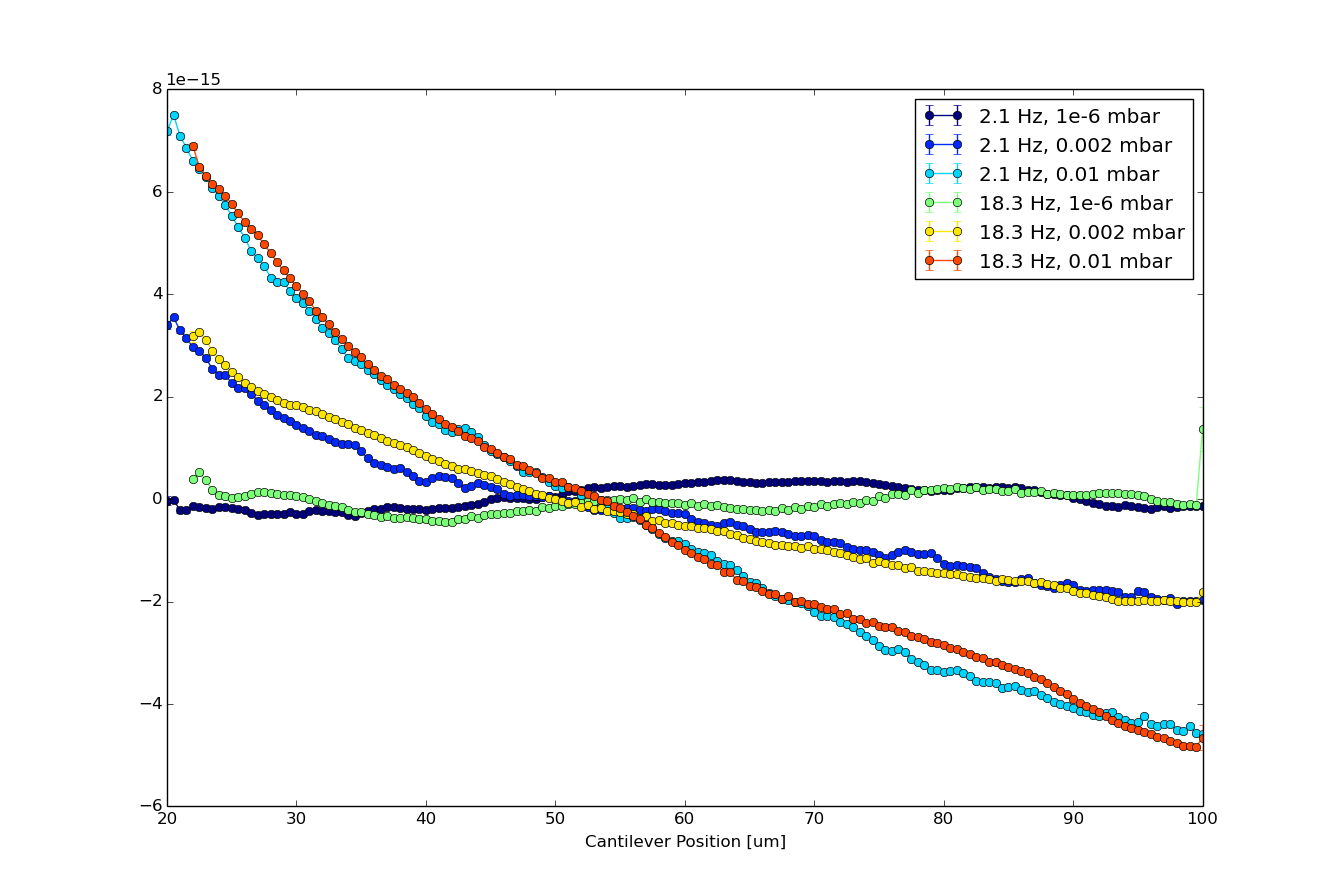 1e−15
8
6
4
2
0
−2
−4
−6
20 30 40 50 60 70 80 90 100
Cantilever Position [um]
2.1 Hz, 1e-6 mbar
2.1 Hz, 0.002 mbar
2.1 Hz, 0.01 mbar
18.3 Hz, 1e-6 mbar
18.3 Hz, 0.002 mbar
18.3 Hz, 0.01 mbar